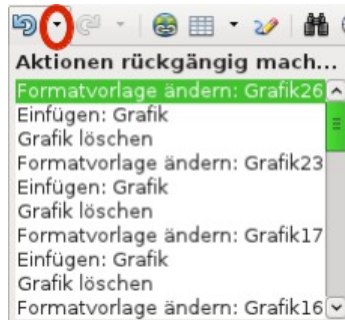 Aktionen rückgängig mach...
Formatvorlage ändern: Grafik26
Einfügen: Grafik
Grafik löschen
Formatvorlage ändern: Grafik23
Einfügen: Grafik
Grafik löschen
Formatvorlage ändern: Grafik17
Einfügen: Grafik
Grafik löschen
Formatvorlage ändern: Grafik16